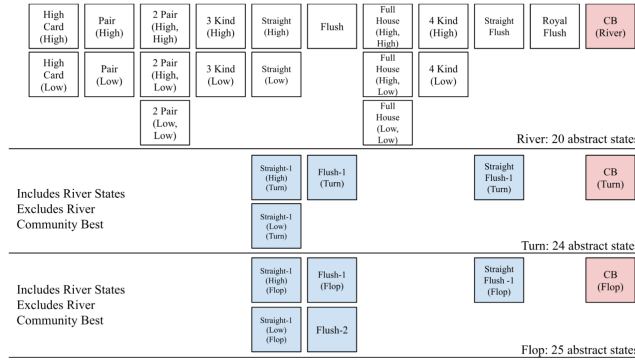 High
Card
(High)
Pair
(High)
2 Pair
(High,
High)
3 Kind
(High)
Straight
(High)
Flush
Full
House
(High,
High)
4 Kind
(High)
Straight
Flush
Royal
Flush
CB
(River)
High
Card
(Low)
Pair
(Low)
2 Pair
(High,
Low)
3 Kind
(Low)
Straight
(Low)
Full
House
(High,
Low)
4 Kind
(Low)
2 Pair
(Low,
Low)
Full
House
(Low,
Low)
River: 20 abstract states
Includes River States
Excludes River
Community Best
Straight-1
(High)
(Turn)
Flush-1
(Turn)
Straight
Flush-1
(Turn)
CB
(Turn)
Straight-1
(Low)
(Turn)
Turn: 24 abstract states
Includes River States
Excludes River
Community Best
Straight-1
(High)
(Flop)
Flush-1
(Flop)
Straight
Flush -1
(Flop)
CB
(Flop)
Straight-1
(Low)
(Flop)
Flush-2
Flop: 25 abstract states